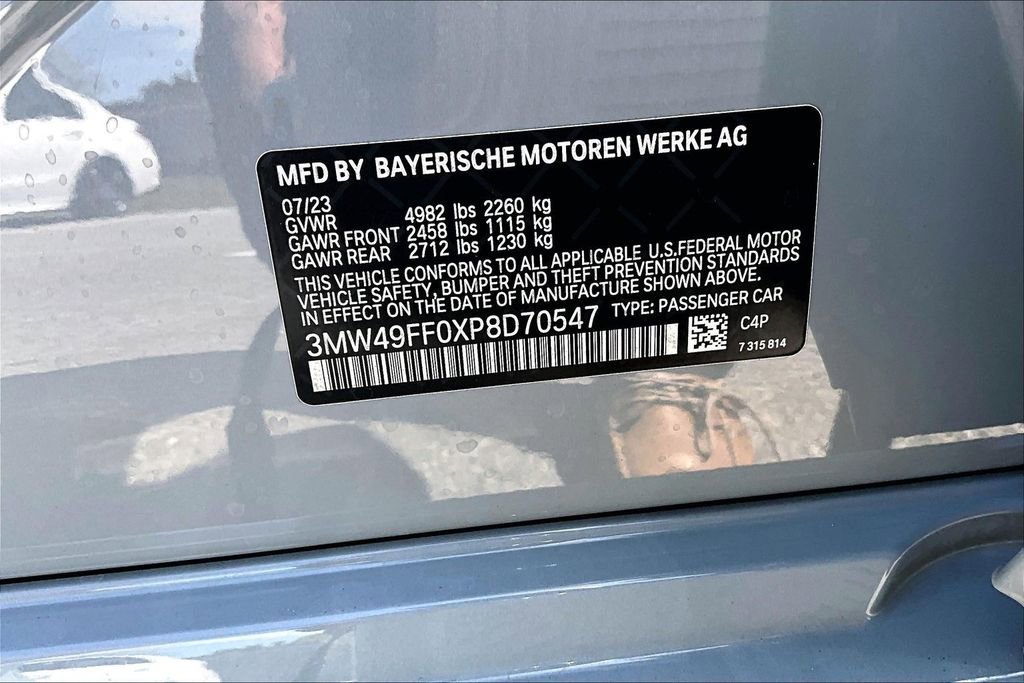 MFD BY BAYERISCHE MOTOREN WERKE AG
07/23
GVWR 4982 lbs 2260 kg
GAWR FRONT 2458 lbs 1115 kg
GAWR REAR 2712 lbs 1230 kg
THIS VEHICLE CONFORMS TO ALL APPLICABLE U.S.FEDERAL MOTOR
VEHICLE SAFETY, BUMPER AND THEFT PREVENTION STANDARDS
IN EFFECT ON THE DATE OF MANUFACTURE SHOWN ABOVE.
3MW49FF0XP8D70547 TYPE: PASSENGER CAR
C4P
7 315 814